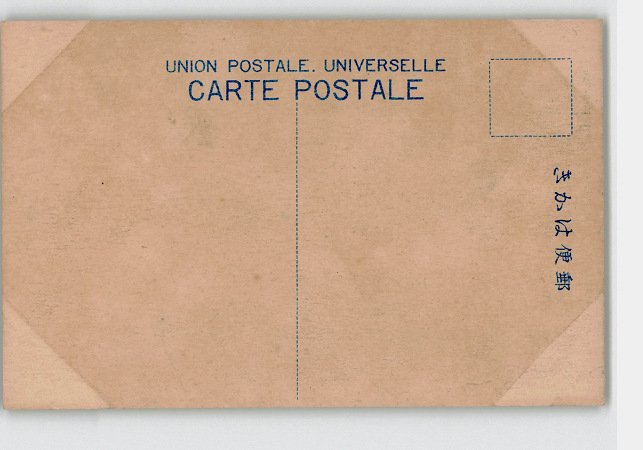 UNION POSTALE. UNIVERSELLE
CARTE POSTALE
きかは便郵